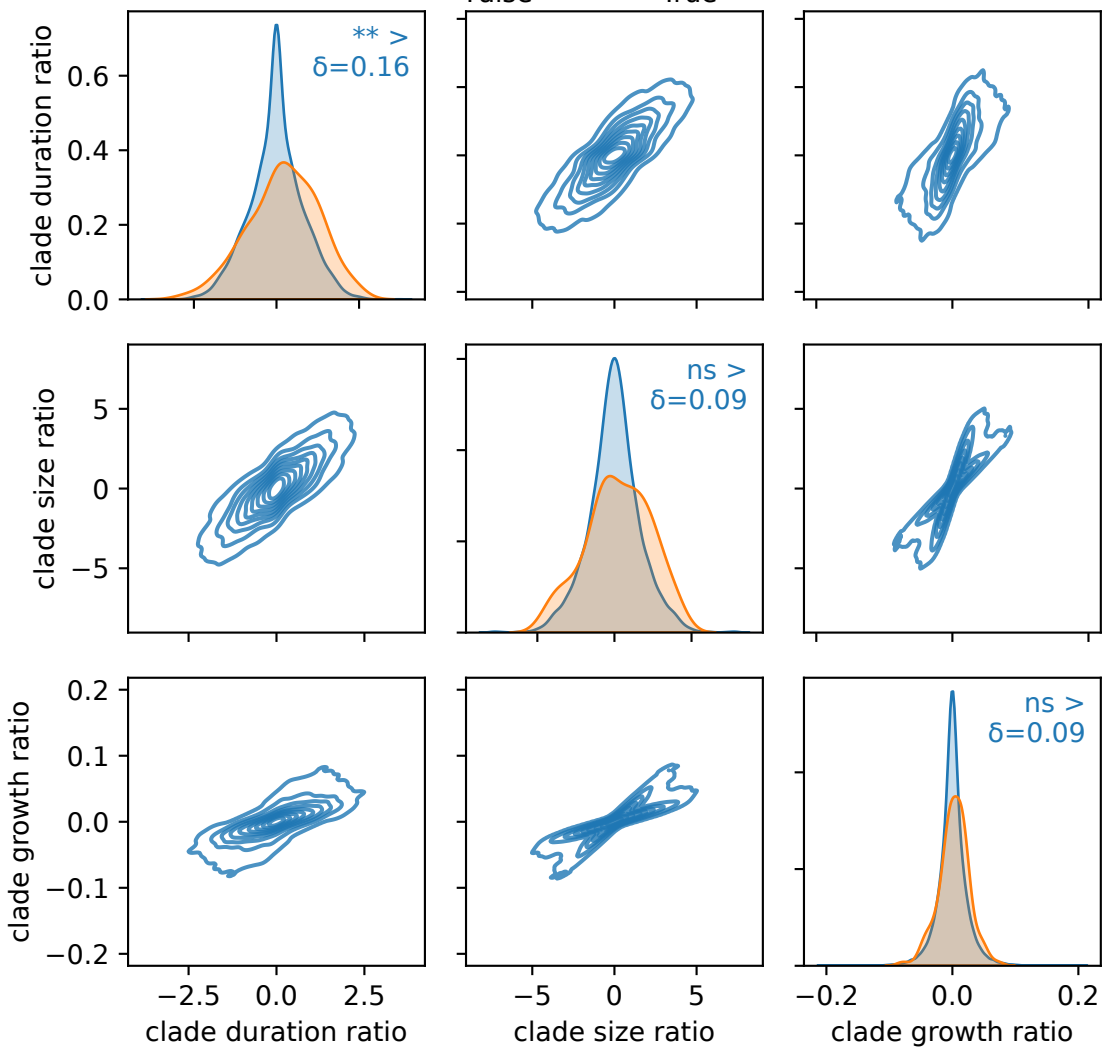 True
clade duration ratio
** >
δ=0.16
0.6
0.4
0.2
0.0
clade size ratio
ns >
δ=0.09
5
0
−5
clade growth ratio
ns >
δ=0.09
0.2
0.1
0.0
−0.1
−0.2
−2.5 0.0 2.5 −5 0 5 −0.2 0.0 0.2
clade duration ratio clade size ratio clade growth ratio